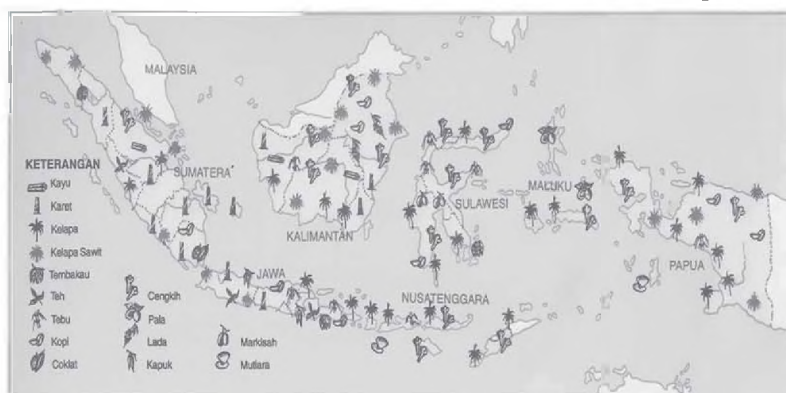 MALAYSIA
KETERANGAN
Kayu
Karet
Kelapa
Kelapa Sawit
Tembakau
Teh
Tebu
Kopi
Coklat
Cengkih
Pala
Lada
Kapuk
Markisah
Mutiara
SUMATERA
KALIMANTAN
JAWA
SULAWESI
NUSATENGGARA
MALUKU
PAPUA